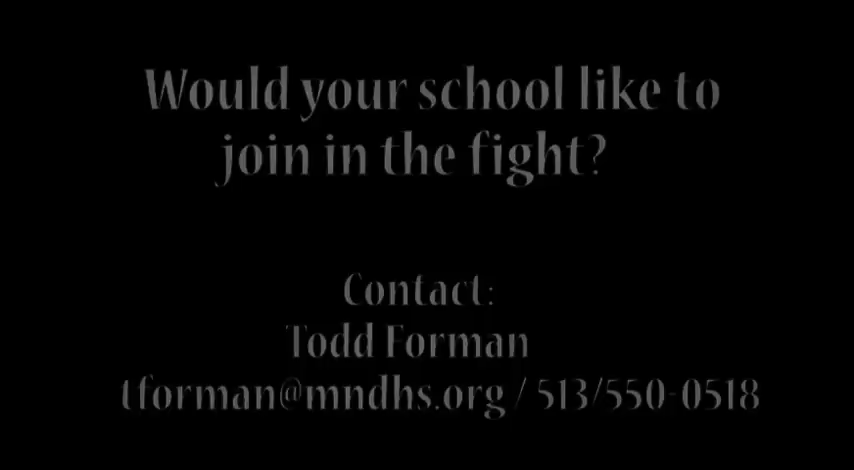 Would your school like to
join in the fight?
Contact:
Todd Forman
tforman@mndhs.org / 513/550-0518